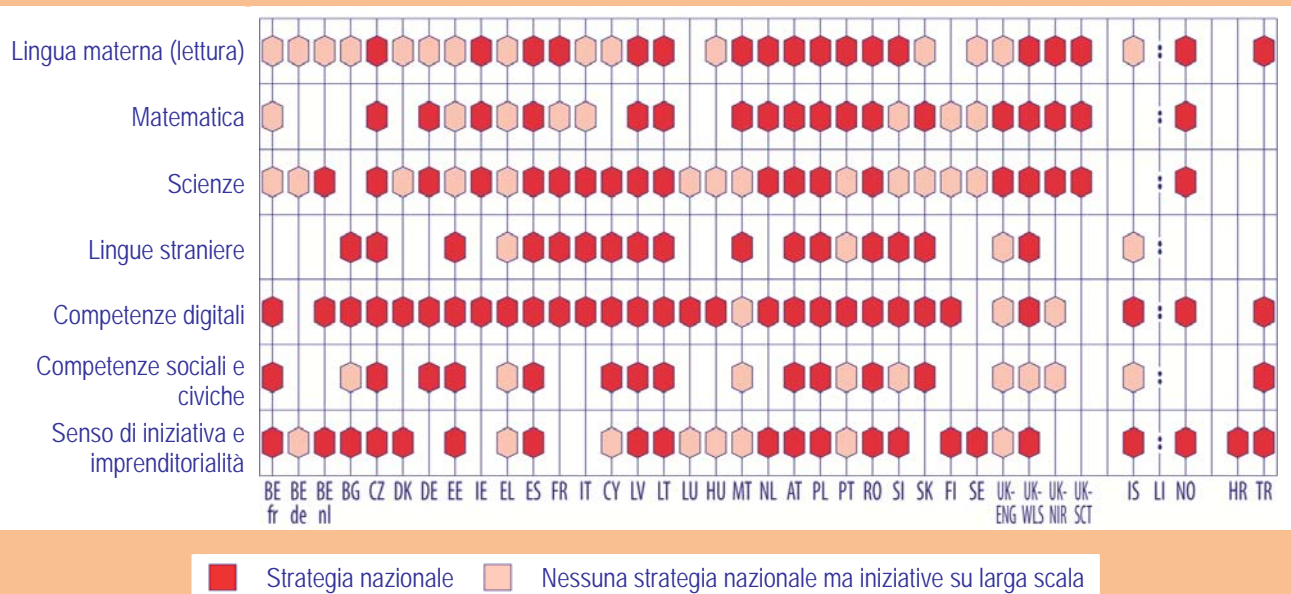 Lingua materna (lettura)
Matematica
Scienze
Lingue straniere
Competenze digitali
Competenze sociali e
civiche
Senso di iniziativa e
imprenditorialità
BE BE BE BG CZ DK DE EE IE EL ES FR IT CY LV LT LU HU MT NL AT PL PT RO SI SK FI SE UK- UK- UK- UK- IS LI NO HR TR
fr de nl ENG WLS NIR SCT
Strategia nazionale Nessuna strategia nazionale ma iniziative su larga scala